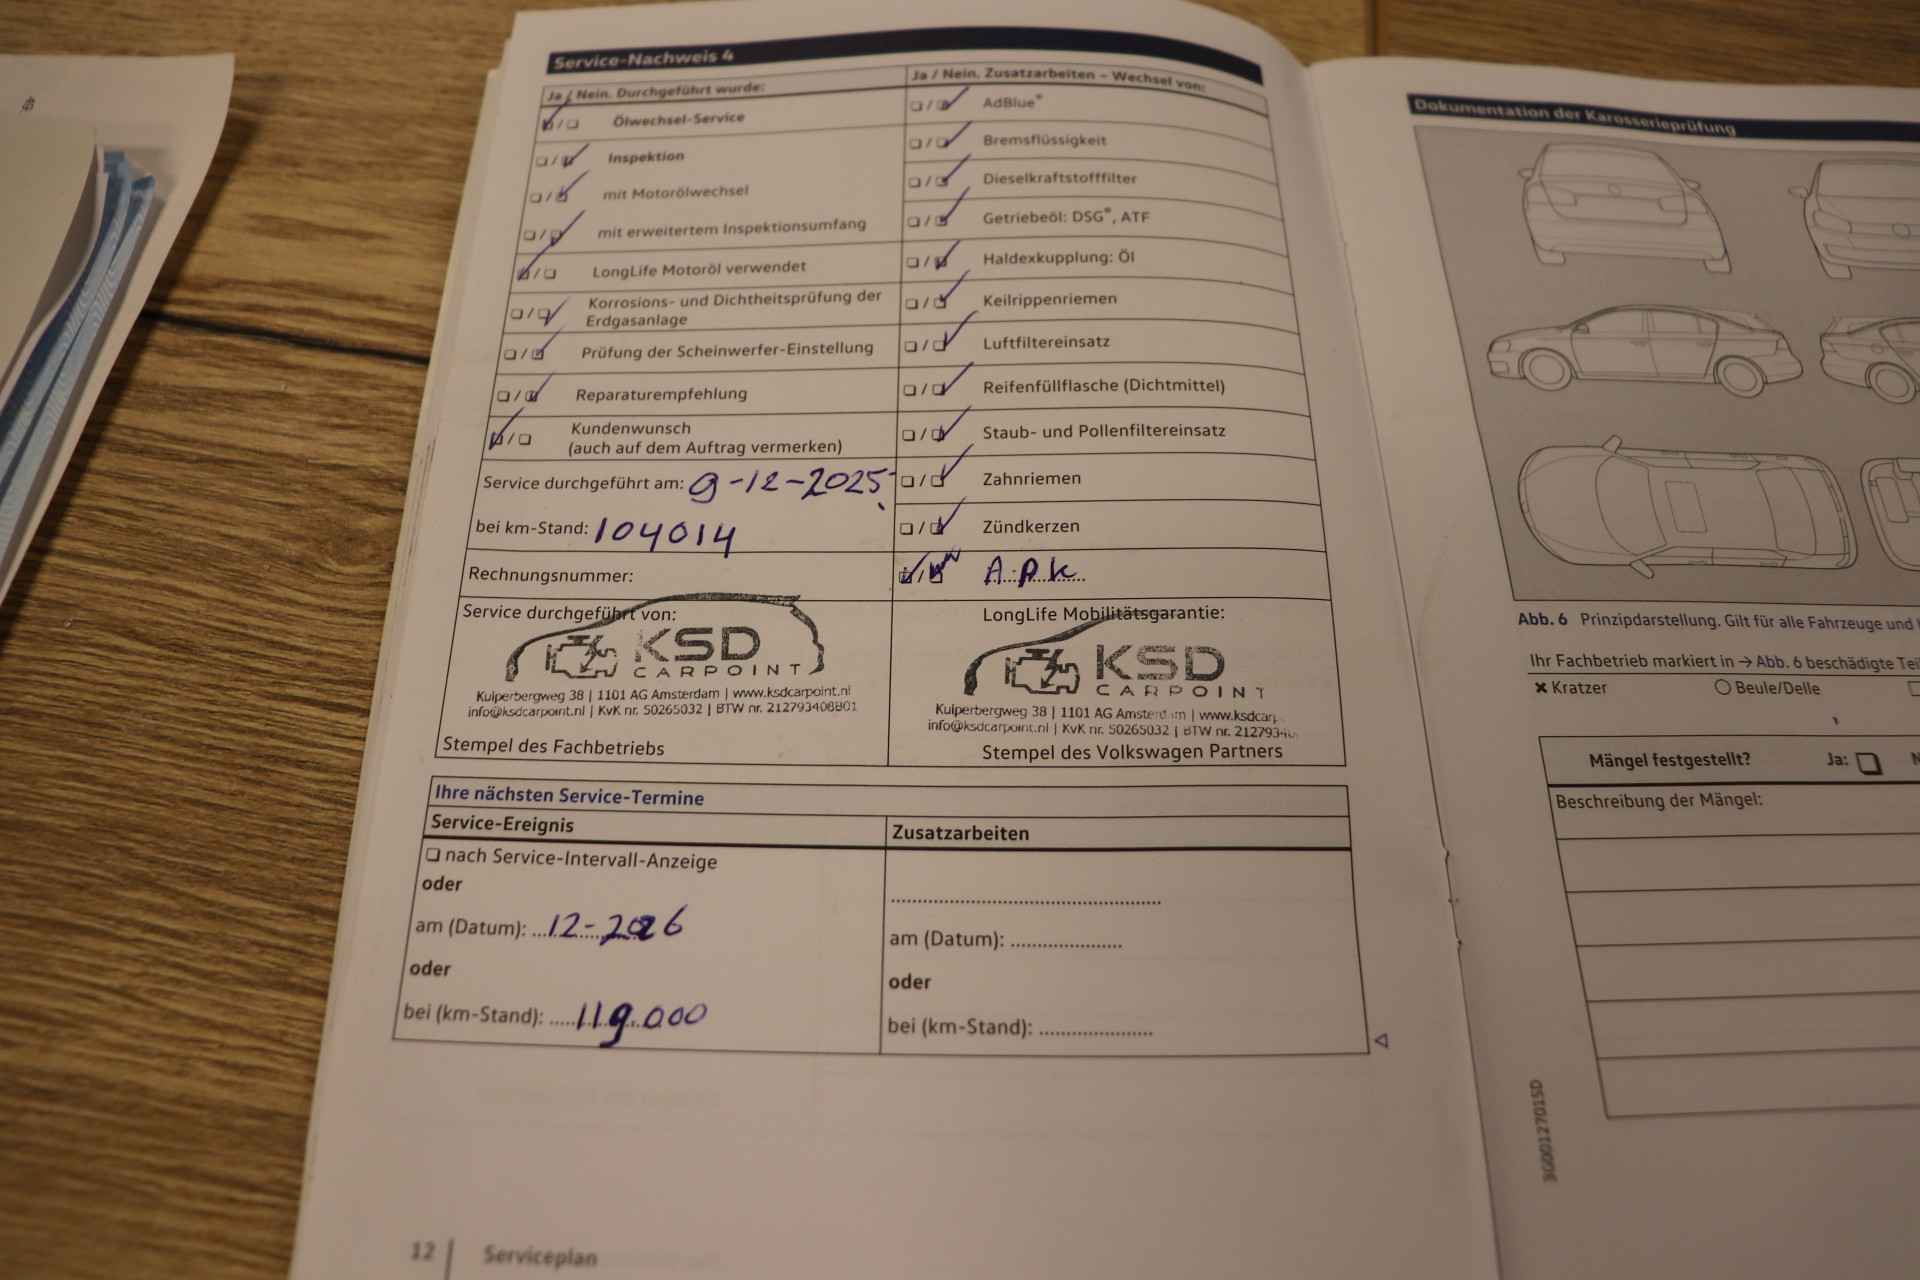 Service-Nachweis 4
Ja / Nein. Durchgeführt wurde:
Ölwechsel-Service
Inspektion
mit Motorölwechsel
mit erweitertem Inspektionsumfang
LongLife Motoröl verwendet
Korrosions- und Dichtheitsprüfung der
Erdgasanlage
Prüfung der Scheinwerfer-Einstellung
Reparaturempfehlung
Kundenwunsch
(auch auf dem Auftrag vermerken)
Service durchgeführt am: 9-12-2025
bei km-Stand: 104014
Rechnungsnummer:
Service durchgeführt von:
KSD
CARPOINT
Kuiperbergweg 38 | 1101 AG Amsterdam | www.ksdcarpoint.nl
info@ksdcarpoint.nl | KvK nr. 50265032 | BTW nr. 212793408B01
Stempel des Fachbetriebs
Ja / Nein. Zusatzarbeiten – Wechsel von:
AdBlue®
Bremsflüssigkeit
Dieselkraftstofffilter
Getriebeöl: DSG®, ATF
Haldexkupplung: Öl
Keilrippenriemen
Luftfiltereinsatz
Reifenfüllflasche (Dichtmittel)
Staub- und Pollenfiltereinsatz
Zahnriemen
Zündkerzen
APK
LongLife Mobilitätsgarantie:
KSD
CARPOINT
Kuiperbergweg 38 | 1101 AG Amsterdam | www.ksdcarp
info@ksdcarpoint.nl | KvK nr. 50265032 | BTW nr. 21279340
Stempel des Volkswagen Partners
Ihre nächsten Service-Termine
Service-Ereignis
nach Service-Intervall-Anzeige
oder
am (Datum): 12-2026
oder
bei (km-Stand): 119.000
Zusatzarbeiten
am (Datum):
oder
bei (km-Stand):
12 | Serviceplan
Dokumentation der Karosserieprüfung
Abb. 6 Prinzipdarstellung. Gilt für alle Fahrzeuge und
Ihr Fachbetrieb markiert in → Abb. 6 beschädigte Tei
Kratzer
Beule/Delle
Mängel festgestellt? Ja: N
Beschreibung der Mängel:
3G0012701SD